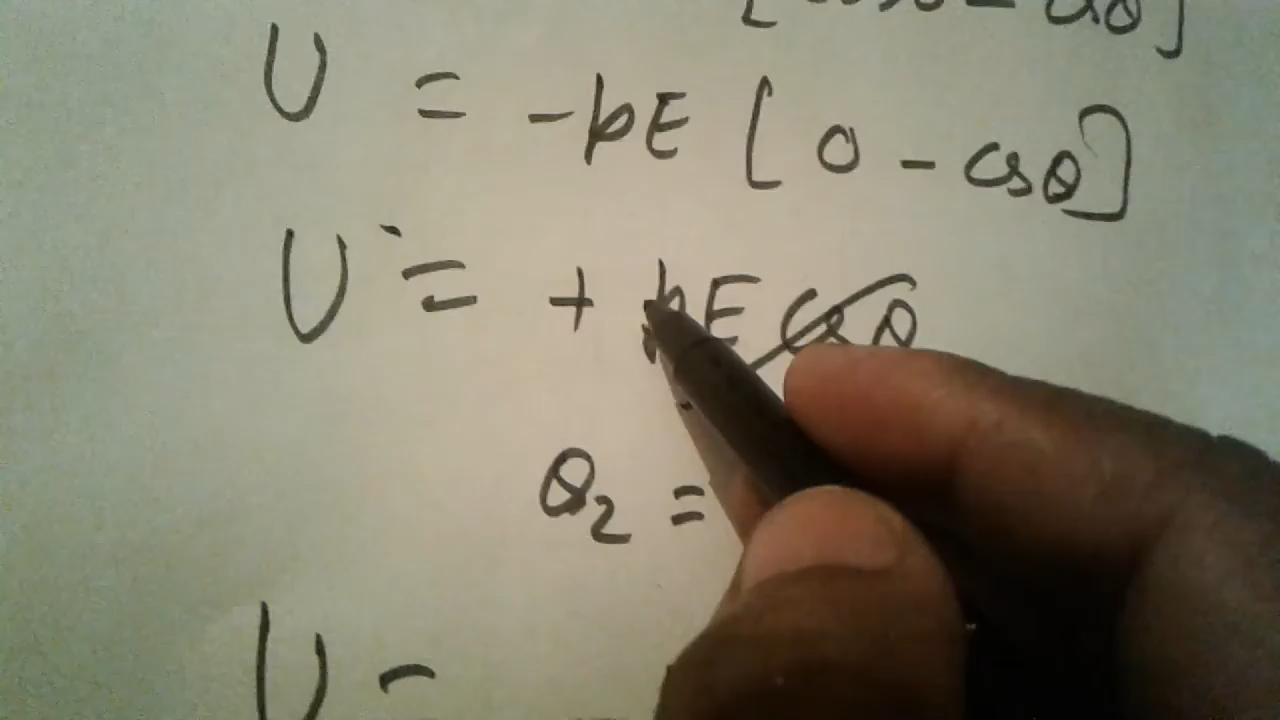 U = -pE [ 0 - cosθ]
U = + pE cosθ
θ2 =
U =